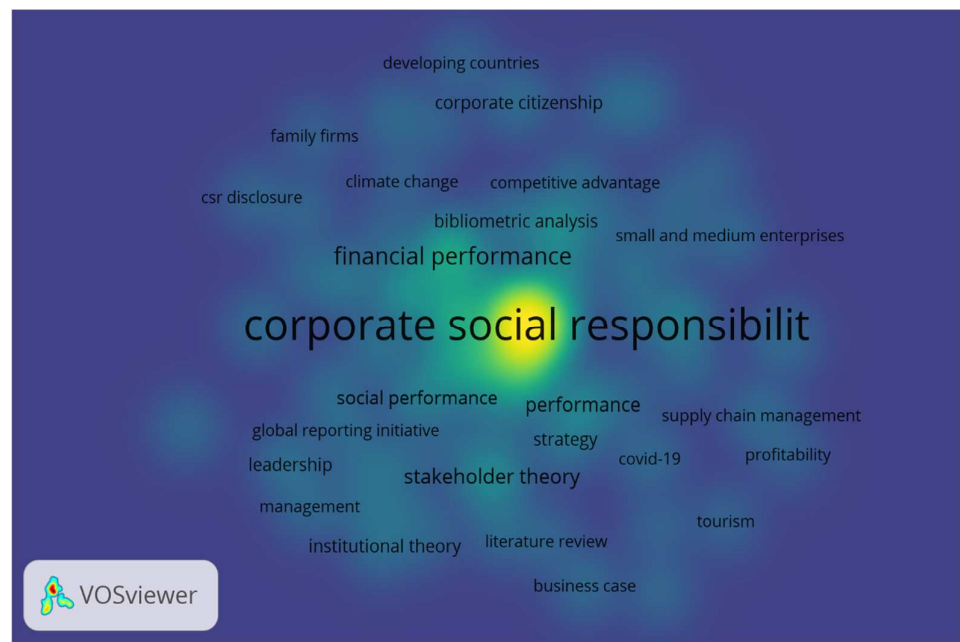 developing countries
corporate citizenship
family firms
climate change
competitive advantage
csr disclosure
bibliometric analysis
small and medium enterprises
financial performance
corporate social responsibilit
social performance
performance
supply chain management
global reporting initiative
strategy
covid-19
profitability
leadership
stakeholder theory
management
tourism
institutional theory
literature review
business case
VOSviewer